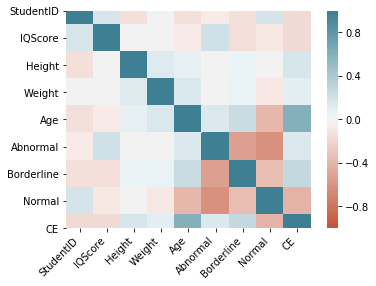 StudentID
IQScore
Height
Weight
Age
Abnormal
Borderline
Normal
CE
StudentID
IQScore
Height
Weight
Age
Abnormal
Borderline
Normal
CE
0.8
0.4
0.0
−0.4
−0.8